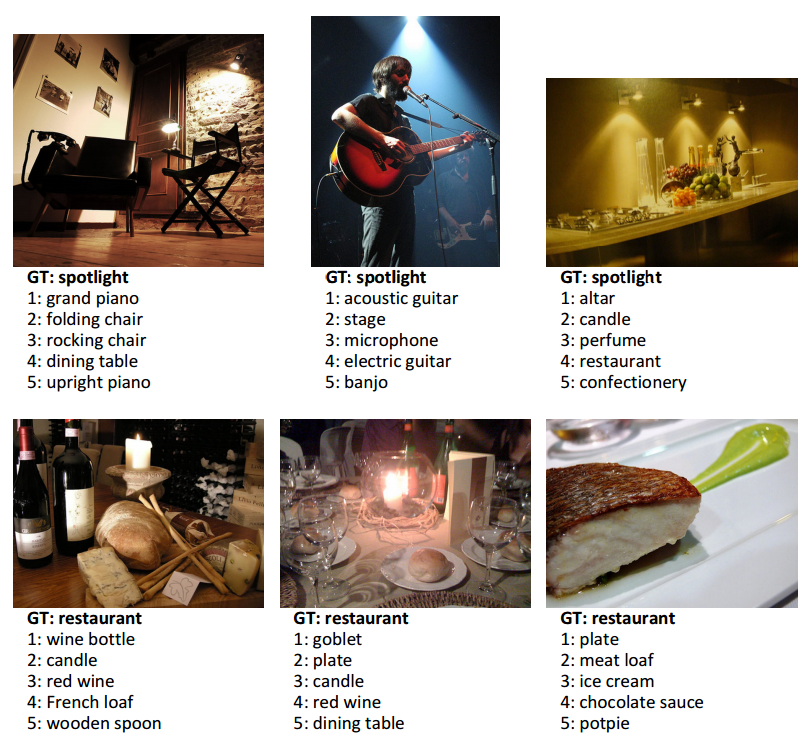 GT: spotlight
1: grand piano
2: folding chair
3: rocking chair
4: dining table
5: upright piano
GT: spotlight
1: acoustic guitar
2: stage
3: microphone
4: electric guitar
5: banjo
GT: spotlight
1: altar
2: candle
3: perfume
4: restaurant
5: confectionery
GT: restaurant
1: wine bottle
2: candle
3: red wine
4: French loaf
5: wooden spoon
GT: restaurant
1: goblet
2: plate
3: candle
4: red wine
5: dining table
GT: restaurant
1: plate
2: meat loaf
3: ice cream
4: chocolate sauce
5: potpie